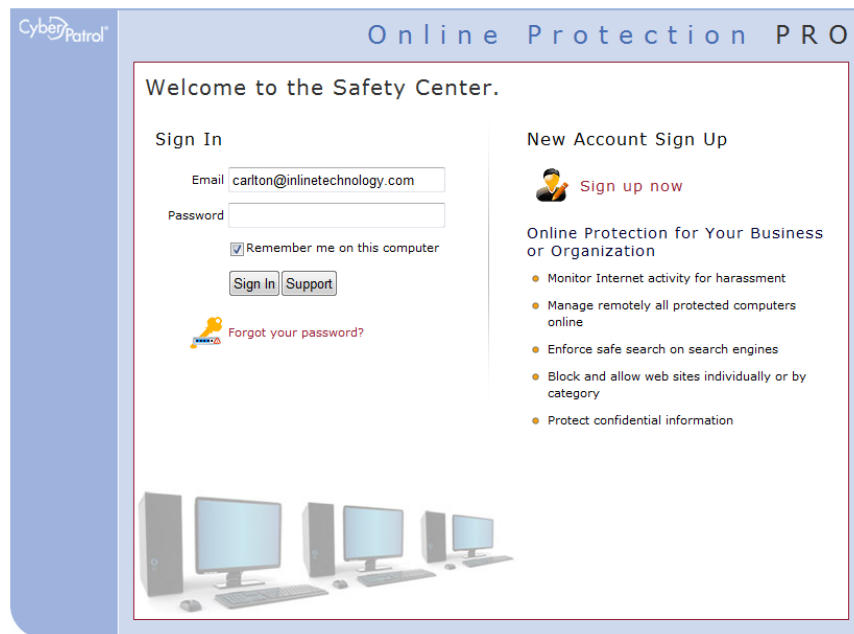 CyberPatrol
Online Protection PRO
Welcome to the Safety Center.
Sign In
Email carlton@inlinetechnology.com
Password
Remember me on this computer
Sign In Support
Forgot your password?
New Account Sign Up
Sign up now
Online Protection for Your Business
or Organization
Monitor Internet activity for harassment
Manage remotely all protected computers
online
Enforce safe search on search engines
Block and allow web sites individually or by
category
Protect confidential information